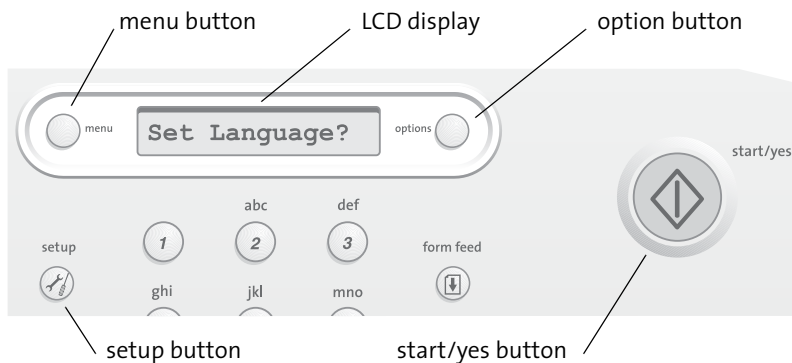 menu button LCD display option button
menu Set Language? options
start/yes
abc def
setup 1 2 3 form feed
ghi jkl mno
setup button start/yes button